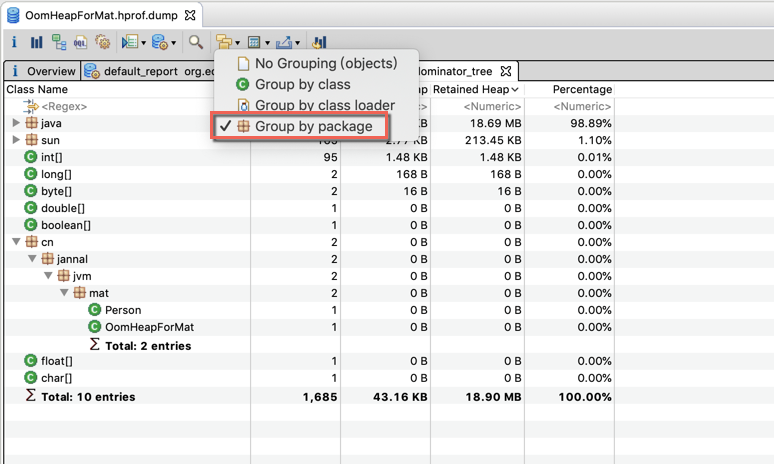 OomHeapForMat.hprof.dump
OQL
i Overview default_report org.ec ominator_tree
No Grouping (objects)
Group by class
Group by class loader
Group by package
Class Name Retained Heap Percentage
<Regex> <Numeric> <Numeric>
java KB 18.69 MB 98.89%
sun 213.45 KB 1.10%
int[] 95 1.48 KB 1.48 KB 0.01%
long[] 2 168 B 168 B 0.00%
byte[] 2 16 B 16 B 0.00%
double[] 1 0 B 0 B 0.00%
boolean[] 1 0 B 0 B 0.00%
cn 2 0 B 0 B 0.00%
jannal 2 0 B 0 B 0.00%
jvm 2 0 B 0 B 0.00%
mat 2 0 B 0 B 0.00%
Person 1 0 B 0 B 0.00%
OomHeapForMat 1 0 B 0 B 0.00%
Σ Total: 2 entries
float[] 1 0 B 0 B 0.00%
char[] 1 0 B 0 B 0.00%
Σ Total: 10 entries 1,685 43.16 KB 18.90 MB 100.00%